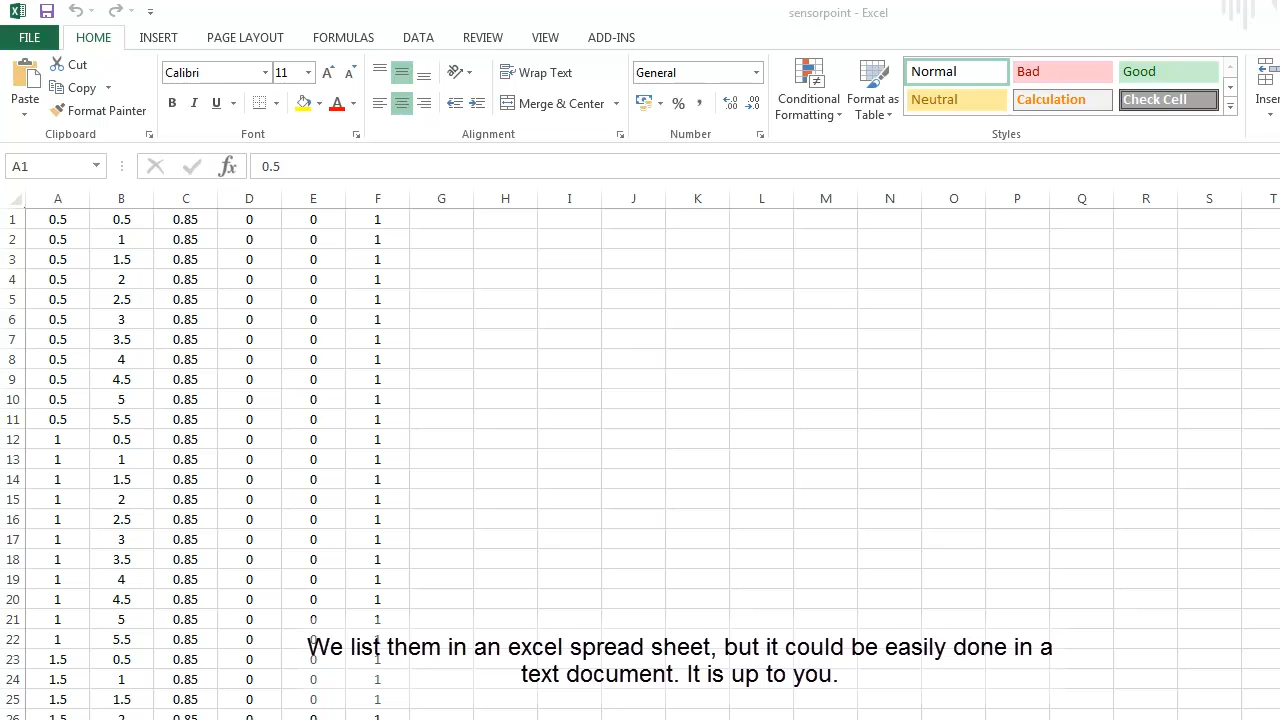 sensorpoint - Excel
FILE HOME INSERT PAGE LAYOUT FORMULAS DATA REVIEW VIEW ADD-INS
Paste
Cut
Copy
Format Painter
Clipboard
Calibri 11
B I U
Font
Wrap Text
Merge & Center
Alignment
General
%
Number
Conditional Formatting
Format as Table
Normal Bad Good
Neutral Calculation Check Cell
Styles
A1 fx 0.5
A B C D E F G H I J K L M N O P Q R S T
1 0.5 0.5 0.85 0 0 1
2 0.5 1 0.85 0 0 1
3 0.5 1.5 0.85 0 0 1
4 0.5 2 0.85 0 0 1
5 0.5 2.5 0.85 0 0 1
6 0.5 3 0.85 0 0 1
7 0.5 3.5 0.85 0 0 1
8 0.5 4 0.85 0 0 1
9 0.5 4.5 0.85 0 0 1
10 0.5 5 0.85 0 0 1
11 0.5 5.5 0.85 0 0 1
12 1 0.5 0.85 0 0 1
13 1 1 0.85 0 0 1
14 1 1.5 0.85 0 0 1
15 1 2 0.85 0 0 1
16 1 2.5 0.85 0 0 1
17 1 3 0.85 0 0 1
18 1 3.5 0.85 0 0 1
19 1 4 0.85 0 0 1
20 1 4.5 0.85 0 0 1
21 1 5 0.85 0 0 1
22 1 5.5 0.85 0 1
23 1.5 0.5 0.85 0
24 1.5 1 0.85 0 0 1
25 1.5 1.5 0.85 0 0 1
We list them in an excel spread sheet, but it could be easily done in a
text document. It is up to you.